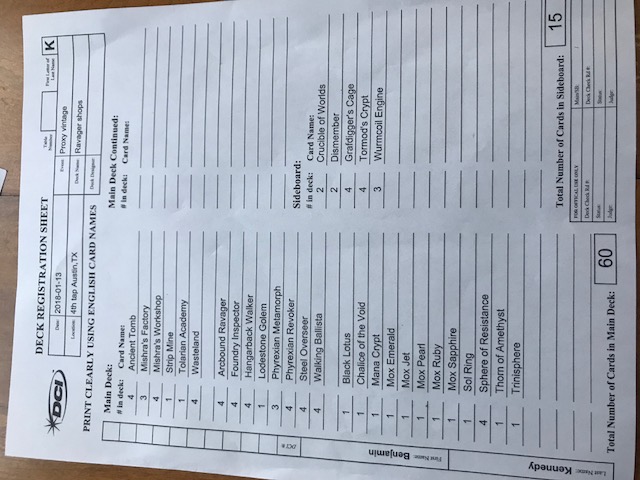 DECK REGISTRATION SHEET
DCI
Date: 2018-01-13
Location: 4th tap Austin,TX
Table Number
First Letter of Last Name K
Event: Proxy vintage
Deck Name: Ravager shops
Deck Designer:
PRINT CLEARLY USING ENGLISH CARD NAMES
Main Deck:
# in deck: Card Name:
4 Ancient Tomb
3 Mishra's Factory
4 Mishra's Workshop
1 Strip Mine
1 Tolarian Academy
4 Wasteland
4 Arcbound Ravager
4 Foundry Inspector
4 Hangarback Walker
1 Lodestone Golem
3 Phyrexian Metamorph
4 Phyrexian Revoker
4 Steel Overseer
4 Walking Ballista
1 Black Lotus
1 Chalice of the Void
1 Mana Crypt
1 Mox Emerald
1 Mox Jet
1 Mox Pearl
1 Mox Ruby
1 Mox Sapphire
1 Sol Ring
4 Sphere of Resistance
1 Thorn of Amethyst
1 Trinisphere
Total Number of Cards in Main Deck: 60
Main Deck Continued:
# in deck: Card Name:
Sideboard:
# in deck: Card Name:
2 Crucible of Worlds
2 Dismember
4 Grafdigger's Cage
4 Tormod's Crypt
3 Wurmcoil Engine
Total Number of Cards in Sideboard: 15
FOR OFFICAL USE ONLY
Main/SB: /
Deck Check Rd #:
Deck Check Rd #:
Status:
Status:
Judge:
Judge:
DCI #:
First Name: Benjamin
Last Name: Kennedy